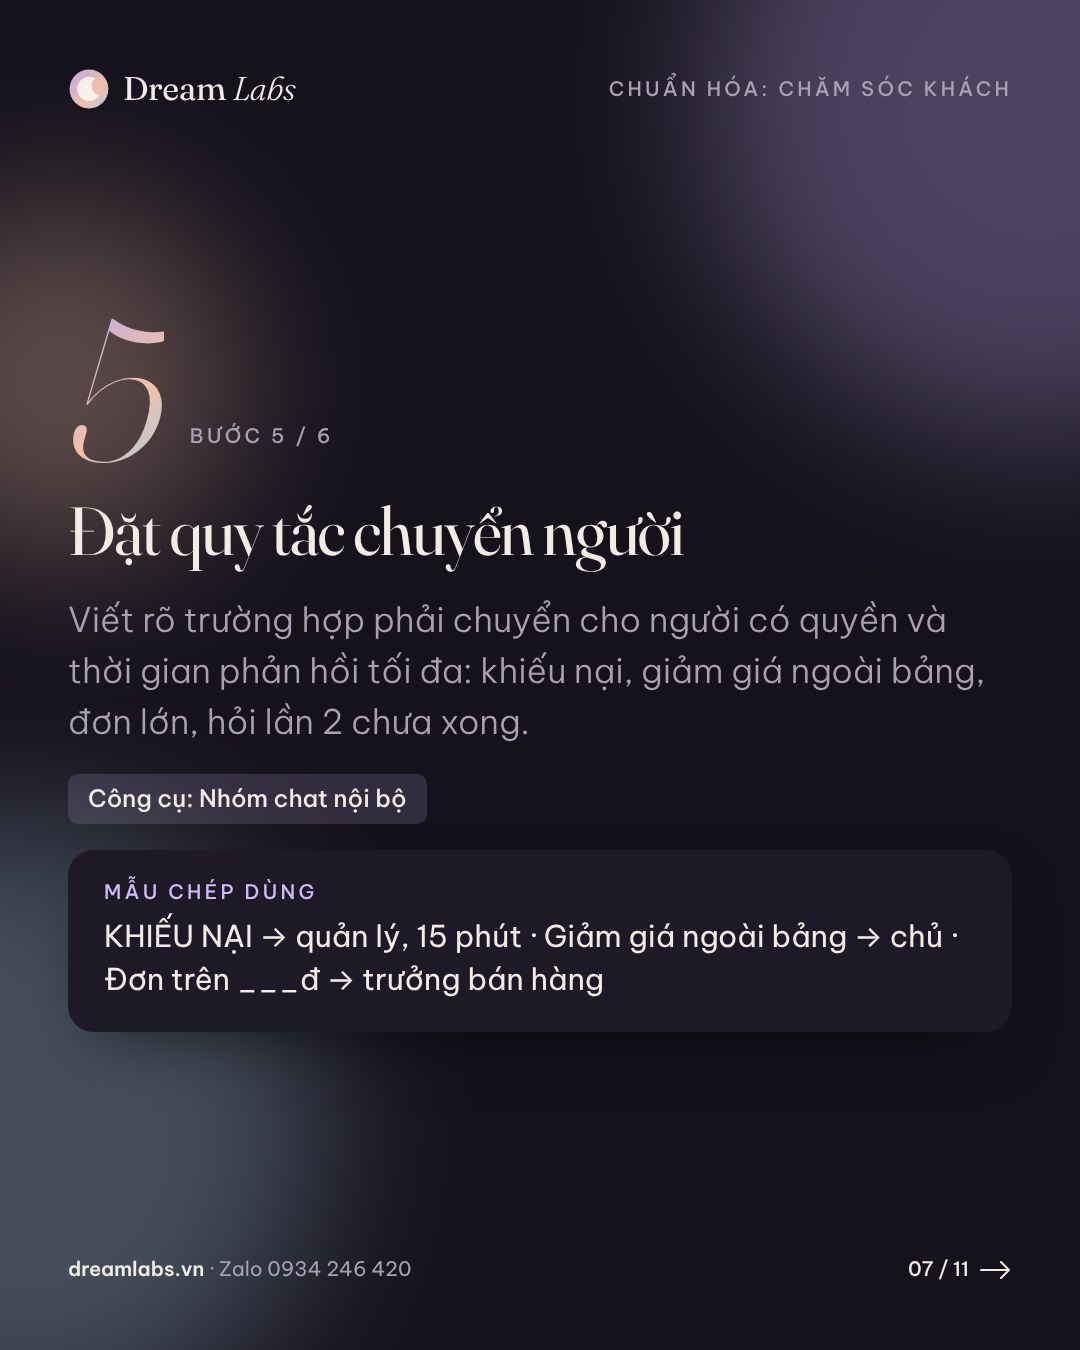 Dream Labs
CHUẨN HÓA: CHĂM SÓC KHÁCH
5
BƯỚC 5 / 6
Đặt quy tắc chuyển người
Viết rõ trường hợp phải chuyển cho người có quyền và
thời gian phản hồi tối đa: khiếu nại, giảm giá ngoài bảng,
đơn lớn, hỏi lần 2 chưa xong.
Công cụ: Nhóm chat nội bộ
MẪU CHÉP DÙNG
KHIẾU NẠI → quản lý, 15 phút · Giảm giá ngoài bảng → chủ ·
Đơn trên ___đ → trưởng bán hàng
dreamlabs.vn · Zalo 0934 246 420
07 / 11 →